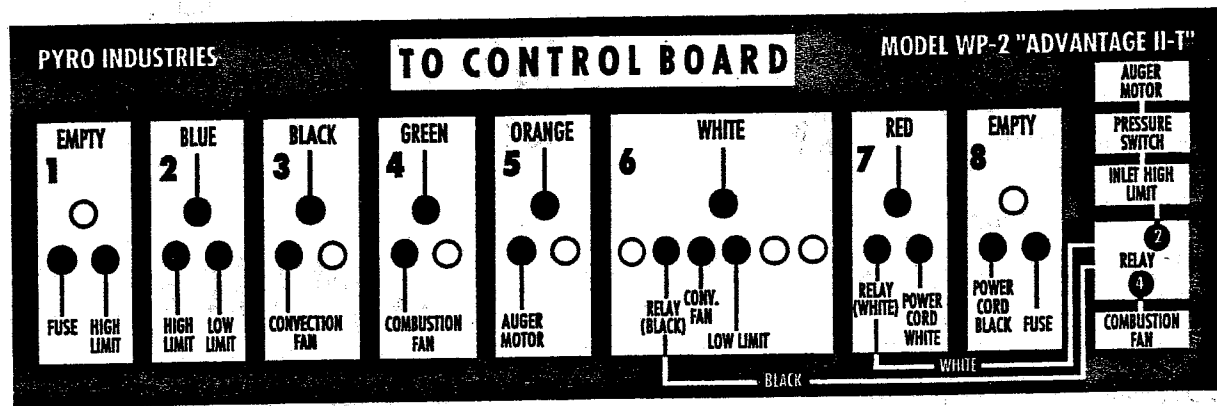 PYRO INDUSTRIES
TO CONTROL BOARD
MODEL WP-2 "ADVANTAGE II-T"
EMPTY
1
FUSE
HIGH
LIMIT
BLUE
2
HIGH
LIMIT
LOW
LIMIT
BLACK
3
CONVECTION
FAN
GREEN
4
COMBUSTION
FAN
ORANGE
5
AUGER
MOTOR
WHITE
6
RELAY
(BLACK)
CONV.
FAN
LOW LIMIT
RED
7
RELAY
(WHITE)
POWER
CORD
WHITE
EMPTY
8
POWER
CORD
BLACK
FUSE
AUGER
MOTOR
PRESSURE
SWITCH
INLET HIGH
LIMIT
2
RELAY
4
COMBUSTION
FAN
WHITE
BLACK